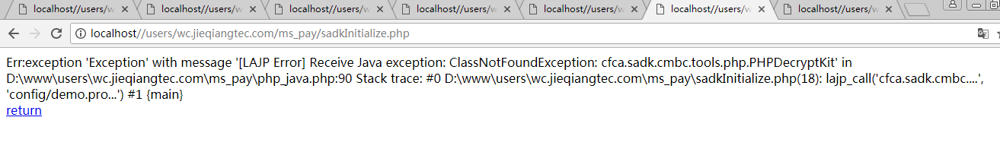 localhost//users/w
localhost//users/w
localhost//users/w
localhost//users/w
localhost//users/w
localhost//users/w
localhost//users/wc.jieqiangtec.com/ms_pay/sadkInitialize.php
Err:exception 'Exception' with message '[LAJP Error] Receive Java exception: ClassNotFoundException: cfca.sadk.cmbc.tools.php.PHPDecryptKit' in
D:\www\users\wc.jieqiangtec.com\ms_pay\php_java.php:90 Stack trace: #0 D:\www\users\wc.jieqiangtec.com\ms_pay\sadkInitialize.php(18): lajp_call('cfca.sadk.cmbc....',
'config/demo.pro...') #1 {main}
return